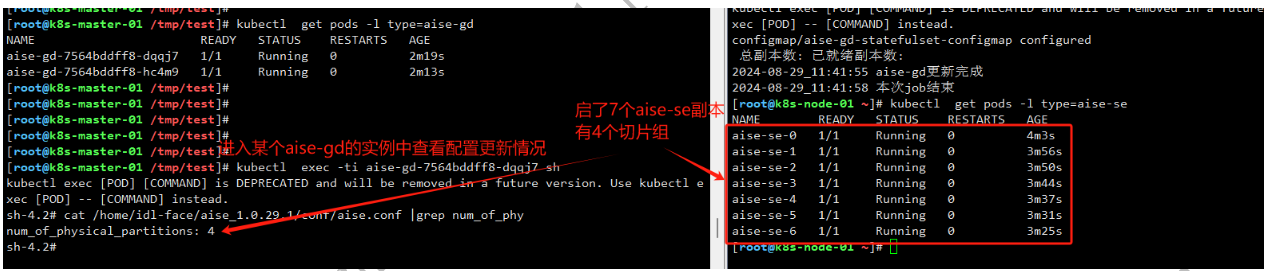 [root@k8s-master-01 /tmp/test]#
[root@k8s-master-01 /tmp/test]# kubectl  get pods -l type=aise-gd
NAME READY STATUS RESTARTS AGE
aise-gd-7564bddff8-dqqj7 1/1 Running 0 2m19s
aise-gd-7564bddff8-hc4m9 1/1 Running 0 2m13s
[root@k8s-master-01 /tmp/test]#
[root@k8s-master-01 /tmp/test]#
[root@k8s-master-01 /tmp/test]#
[root@k8s-master-01 /tmp/test]#
[root@k8s-master-01 /tmp/test]#
进入某个aise-gd的实例中查看配置更新情况
[root@k8s-master-01 /tmp/test]# kubectl  exec -ti aise-gd-7564bddff8-dqqj7 sh
kubectl exec [POD] [COMMAND] is DEPRECATED and will be removed in a future version. Use kubectl e
xec [POD] -- [COMMAND] instead.
sh-4.2# cat /home/idl-face/aise_1.0.29.1/conf/aise.conf |grep num_of_phy
num_of_physical_partitions: 4
sh-4.2#
启了7个aise-se副本
有4个切片组
kubectl exec [POD] [COMMAND] is DEPRECATED and will be removed in a future
xec [POD] -- [COMMAND] instead.
configmap/aise-gd-statefulset-configmap configured
总副本数: 已就绪副本数:
2024-08-29_11:41:55 aise-gd更新完成
2024-08-29_11:41:58 本次job结束
[root@k8s-node-01 ~]# kubectl  get pods -l type=aise-se
NAME READY STATUS RESTARTS AGE
aise-se-0 1/1 Running 0 4m3s
aise-se-1 1/1 Running 0 3m56s
aise-se-2 1/1 Running 0 3m50s
aise-se-3 1/1 Running 0 3m44s
aise-se-4 1/1 Running 0 3m37s
aise-se-5 1/1 Running 0 3m31s
aise-se-6 1/1 Running 0 3m25s
[root@k8s-node-01 ~]#